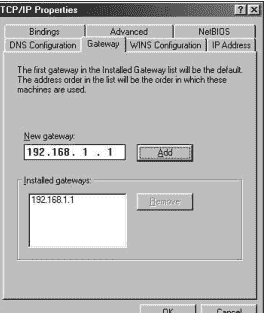 TCP/IP Properties
Bindings Advanced NetBIOS
DNS Configuration Gateway WINS Configuration IP Address
The first gateway in the Installed Gateway list will be the default.
The address order in the list will be the order in which these
machines are used.
New gateway:
192.168. 1 . 1 Add
Installed gateways:
192.168.1.1 Remove
OK Cancel